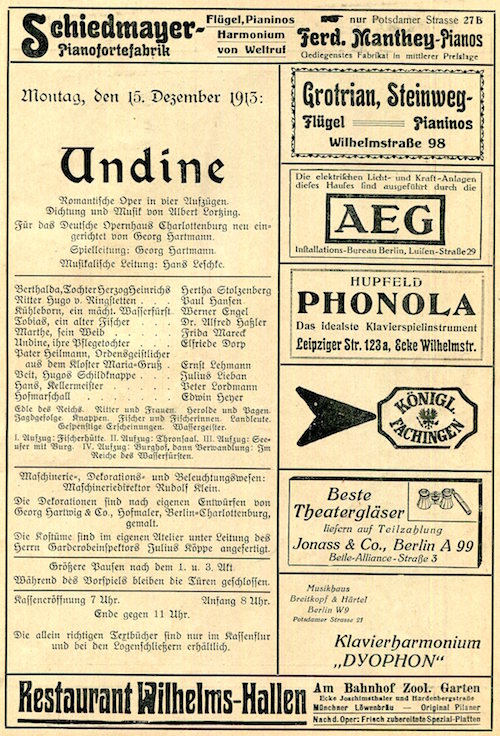 Schiedmayer-
Pianofortefabrik
Flügel, Pianinos
Harmonium
von Weltruf
nur Potsdamer Strasse 27B
Ferd. Manthey-Pianos
Gediegenstes Fabrikat in mittlerer Preislage
Montag, den 15. Dezember 1913:
Undine
Romantische Oper in vier Aufzügen.
Dichtung und Musik von Albert Lortzing.
Für das Deutsche Opernhaus Charlottenburg neu ein-
gerichtet von Georg Hartmann.
Spielleitung: Georg Hartmann.
Musikalische Leitung: Hans Leschke.
Berthalda, Tochter Herzog Heinrichs Hertha Stolzenberg
Ritter Hugo v. Ringstetten . . . Paul Hansen
Kühleborn, ein mächt. Wasserfürst Werner Engel
Tobias, ein alter Fischer . . Dr. Alfred Haßler
Marthe, sein Weib . . . Frida Mareck
Undine, ihre Pflegetochter . Elfriede Dorp
Pater Heilmann, Ordensgeistlicher
aus dem Kloster Maria-Gruß . Ernst Lehmann
Veit, Hugos Schildknappe . . Julius Lieban
Hans, Kellermeister . . . Peter Lordmann
Hofmarschall . . . Edwin Heyer
Edle des Reichs. Ritter und Frauen. Herolde und Pagen.
Jagdgefolge. Knappen. Fischer und Fischerinnen. Landleute.
Gespenstige Erscheinungen. Wassergeister.
I. Aufzug: Fischerhütte. II. Aufzug: Thronsaal. III. Aufzug: See-
ufer mit Burg. IV. Aufzug: Burghof, dann Verwandlung: Im
Reiche des Wasserfürsten.
Maschinerie-, Dekorations- und Beleuchtungswesen:
Maschineriedirektor Rudolf Klein.
Die Dekorationen sind nach eigenen Entwürfen von
Georg Hartwig & Co., Hofmaler, Berlin-Charlottenburg,
gemalt.
Die Kostüme sind im eigenen Atelier unter Leitung des
Herrn Garderobeinspektors Julius Köppe angefertigt.
Größere Pausen nach dem 1. u. 3. Akt.
Während des Vorspiels bleiben die Türen geschlossen.
Kasseneröffnung 7 Uhr. Anfang 8 Uhr.
Ende gegen 11 Uhr.
Die allein richtigen Textbücher sind nur im Kassenflur
und bei den Logenschließern erhältlich.
Grotrian, Steinweg-
Flügel Pianinos
Wilhelmstraße 98
Die elektrischen Licht- und Kraft-Anlagen
dieses Hauses sind ausgeführt durch die
AEG
Installations-Bureau Berlin, Luisen-Straße 29
HUPFELD
PHONOLA
Das idealste Klavierspielinstrument
Leipziger Str. 123a, Ecke Wilhelmstr.
KÖNIGL.
FACHINGEN
Beste
Theatergläser
liefern auf Teilzahlung
Jonass & Co., Berlin A 99
Belle-Alliance-Straße 3
Musikhaus
Breitkopf & Härtel
Berlin W9
Potsdamer Strasse 21
Klavierharmonium
„DYOPHON“
Restaurant Wilhelms-Hallen
Am Bahnhof Zool. Garten
Ecke Joachimsthaler und Hardenbergstraße
Münchner Löwenbräu — Original Pilsner
Nach d. Oper: Frisch zubereitete Spezial-Platten